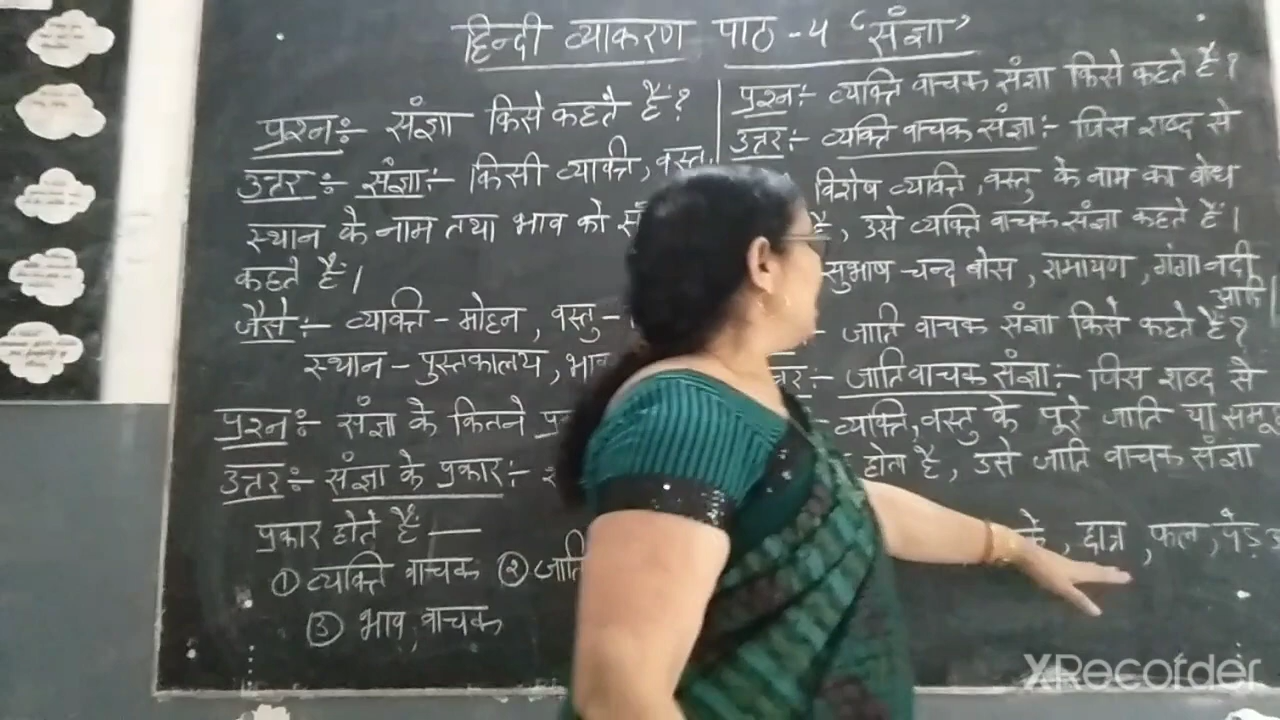 हिन्दी व्याकरण पाठ - ५ ‘संज्ञा’
प्रश्न :- संज्ञा किसे कहते हैं?
उत्तर :- संज्ञा :- किसी व्यक्ति, वस्तु,
स्थान के नाम तथा भाव को
कहते हैं।
जैसे :- व्यक्ति - मोहन, वस्तु -
स्थान - पुस्तकालय, भाव
प्रश्न :- संज्ञा के कितने
उत्तर :- संज्ञा के प्रकार :-
प्रकार होते हैं —
① व्यक्ति वाचक ② जाति
③ भाव वाचक
प्रश्न :- व्यक्ति वाचक संज्ञा किसे कहते हैं?
उत्तर :- व्यक्ति वाचक संज्ञा :- जिस शब्द से
विशेष व्यक्ति, वस्तु के नाम का बोध
है, उसे व्यक्ति वाचक संज्ञा कहते हैं।
सुभाष चन्द बोस, रामायण, गंगा नदी
आदि।
जाति वाचक संज्ञा किसे कहते हैं?
:- जातिवाचक संज्ञा :- जिस शब्द से
व्यक्ति, वस्तु के पूरे जाति या समूह
होता है, उसे जाति वाचक संज्ञा
, छात्र, फल, पेड़
XRecorder